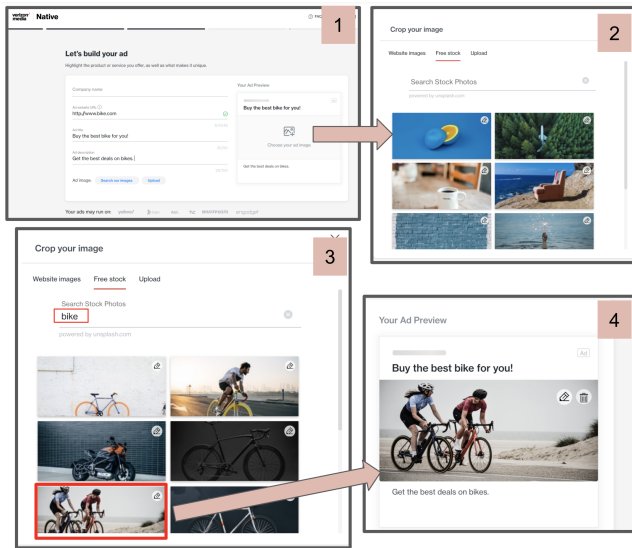 verizon
media
Native
1
Let's build your ad
Highlight the product or service you offer, as well as what makes it unique.
Company name
Ad website URL
http://www.bike.com
Ad title
Buy the best bike for you!
Ad description
Get the best deals on bikes.
Ad image:
Search our images
Upload
Your Ad Preview
Buy the best bike for you!
Choose your ad image
Get the best deals on bikes.
Your ads may run on:
yahoo!
Aol.
engadget
2
Crop your image
Website images
Free stock
Upload
Search Stock Photos
powered by unsplash.com
3
Crop your image
Website images
Free stock
Upload
Search Stock Photos
bike
powered by unsplash.com
4
Your Ad Preview
Ad
Buy the best bike for you!
Get the best deals on bikes.